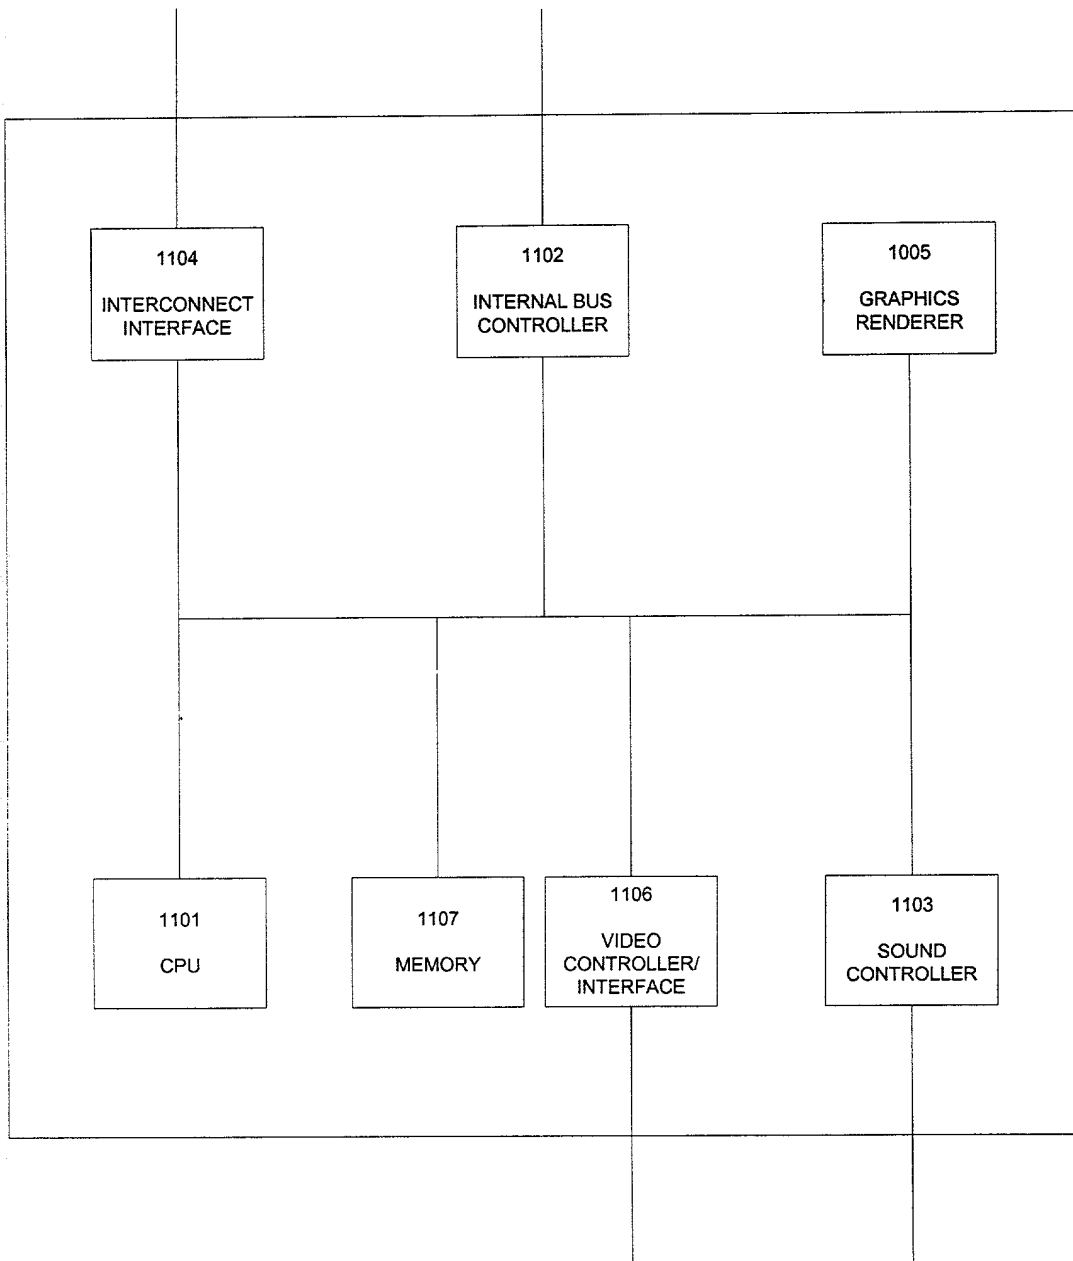 1104
INTERCONNECT
INTERFACE
1102
INTERNAL BUS
CONTROLLER
1005
GRAPHICS
RENDERER
1101
CPU
1107
MEMORY
1106
VIDEO
CONTROLLER/
INTERFACE
1103
SOUND
CONTROLLER